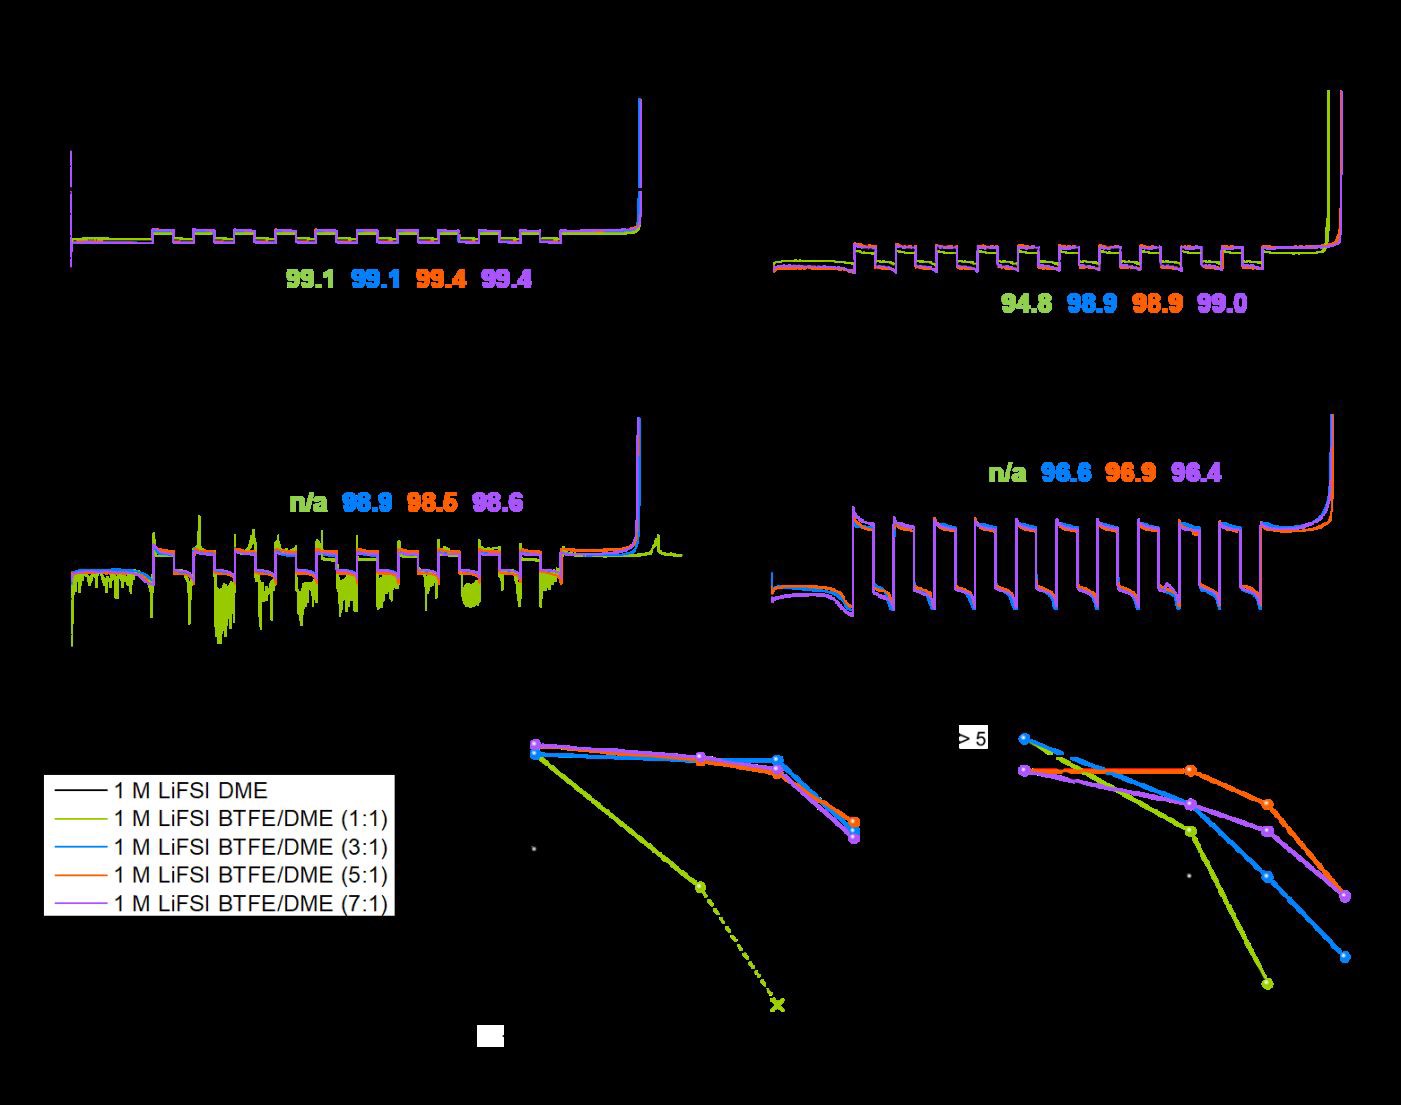 99.1 99.1 99.4 99.4
94.8 98.9 98.9 99.0
n/a 98.9 98.5 98.6
n/a 96.6 96.9 96.4
> 5
1 M LiFSI DME
1 M LiFSI BTFE/DME (1:1)
1 M LiFSI BTFE/DME (3:1)
1 M LiFSI BTFE/DME (5:1)
1 M LiFSI BTFE/DME (7:1)